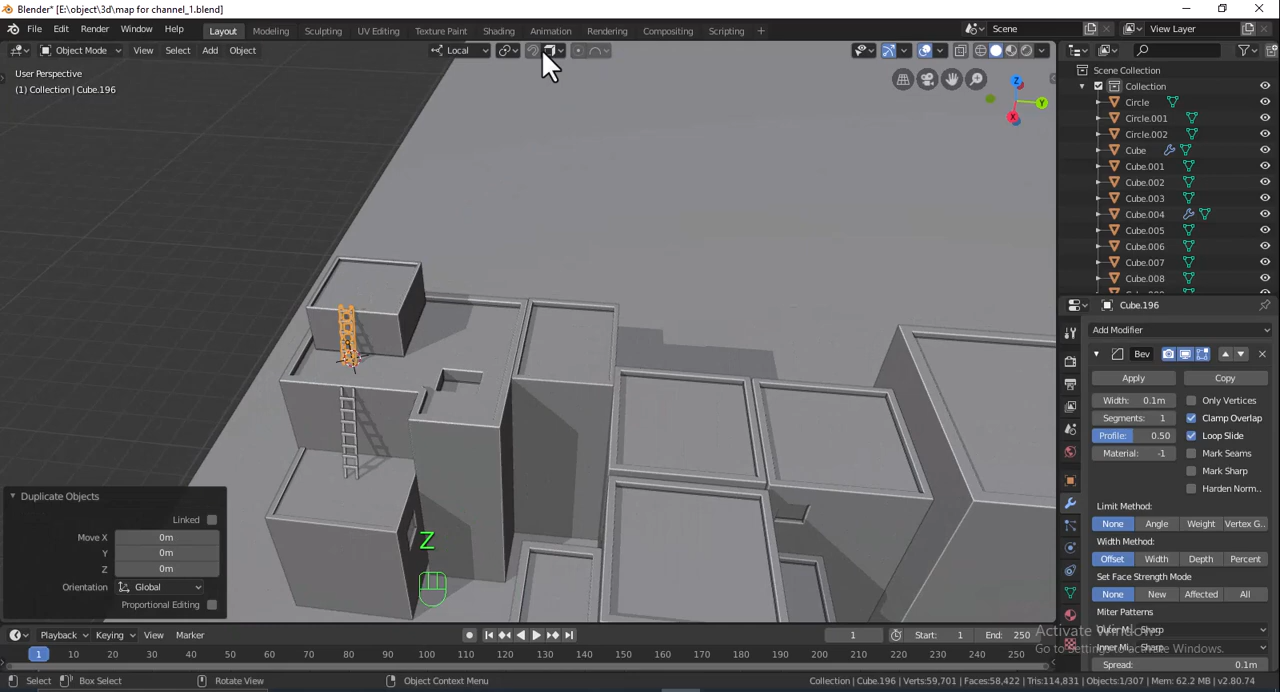 Blender* [E:\object\3d\map for channel_1.blend]
File Edit Render Window Help Layout Modeling Sculpting UV Editing Texture Paint Shading Animation Rendering Compositing Scripting + Scene View Layer
Object Mode View Select Add Object Local
User Perspective
(1) Collection | Cube.196
Z
Y
X
Scene Collection
Collection
Circle
Circle.001
Circle.002
Cube
Cube.001
Cube.002
Cube.003
Cube.004
Cube.005
Cube.006
Cube.007
Cube.008
Cube.196
Add Modifier
Bev
Apply Copy
Width: 0.1m Only Vertices
Segments: 1 Clamp Overlap
Profile: 0.50 Loop Slide
Material: -1 Mark Seams
Mark Sharp
Harden Norm..
Limit Method:
None Angle Weight Vertex G..
Width Method:
Offset Width Depth Percent
Set Face Strength Mode
None New Affected All
Miter Patterns
Sharp
Inner Mi Sharp
Spread: 0.1m
Duplicate Objects
Linked
Move X 0m
Y 0m
Z 0m
Orientation Global
Proportional Editing
Z
Activate Windows
Go to Settings to activate Windows.
Playback Keying View Marker 1 Start: 1 End: 250
1 10 20 30 40 50 60 70 80 90 100 110 120 130 140 150 160 170 180 190 200 210 220 230 240 250
Select Box Select Rotate View Object Context Menu Collection | Cube.196 | Verts:59,701 | Faces:58,422 | Tris:114,831 | Objects:1/307 | Mem: 62.2 MB | v2.80.74